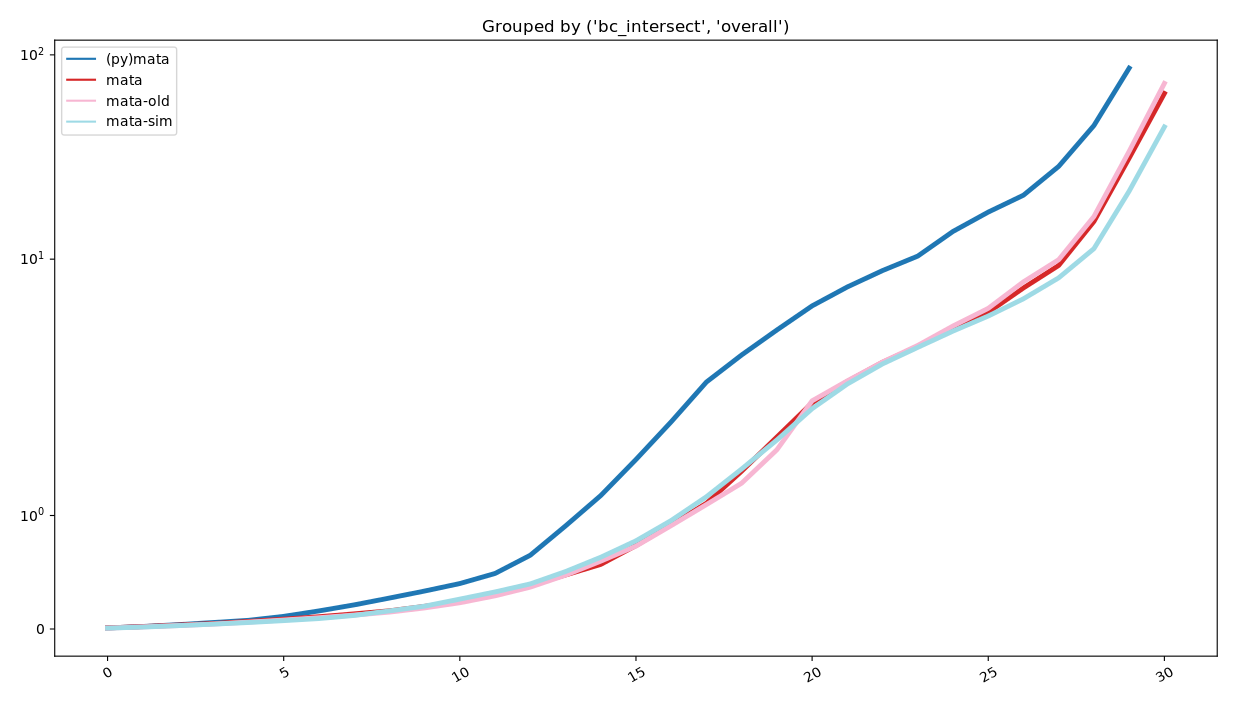 Grouped by ('bc_intersect', 'overall')
10²
10¹
10⁰
0
(py)mata
mata
mata-old
mata-sim
0 5 10 15 20 25 30